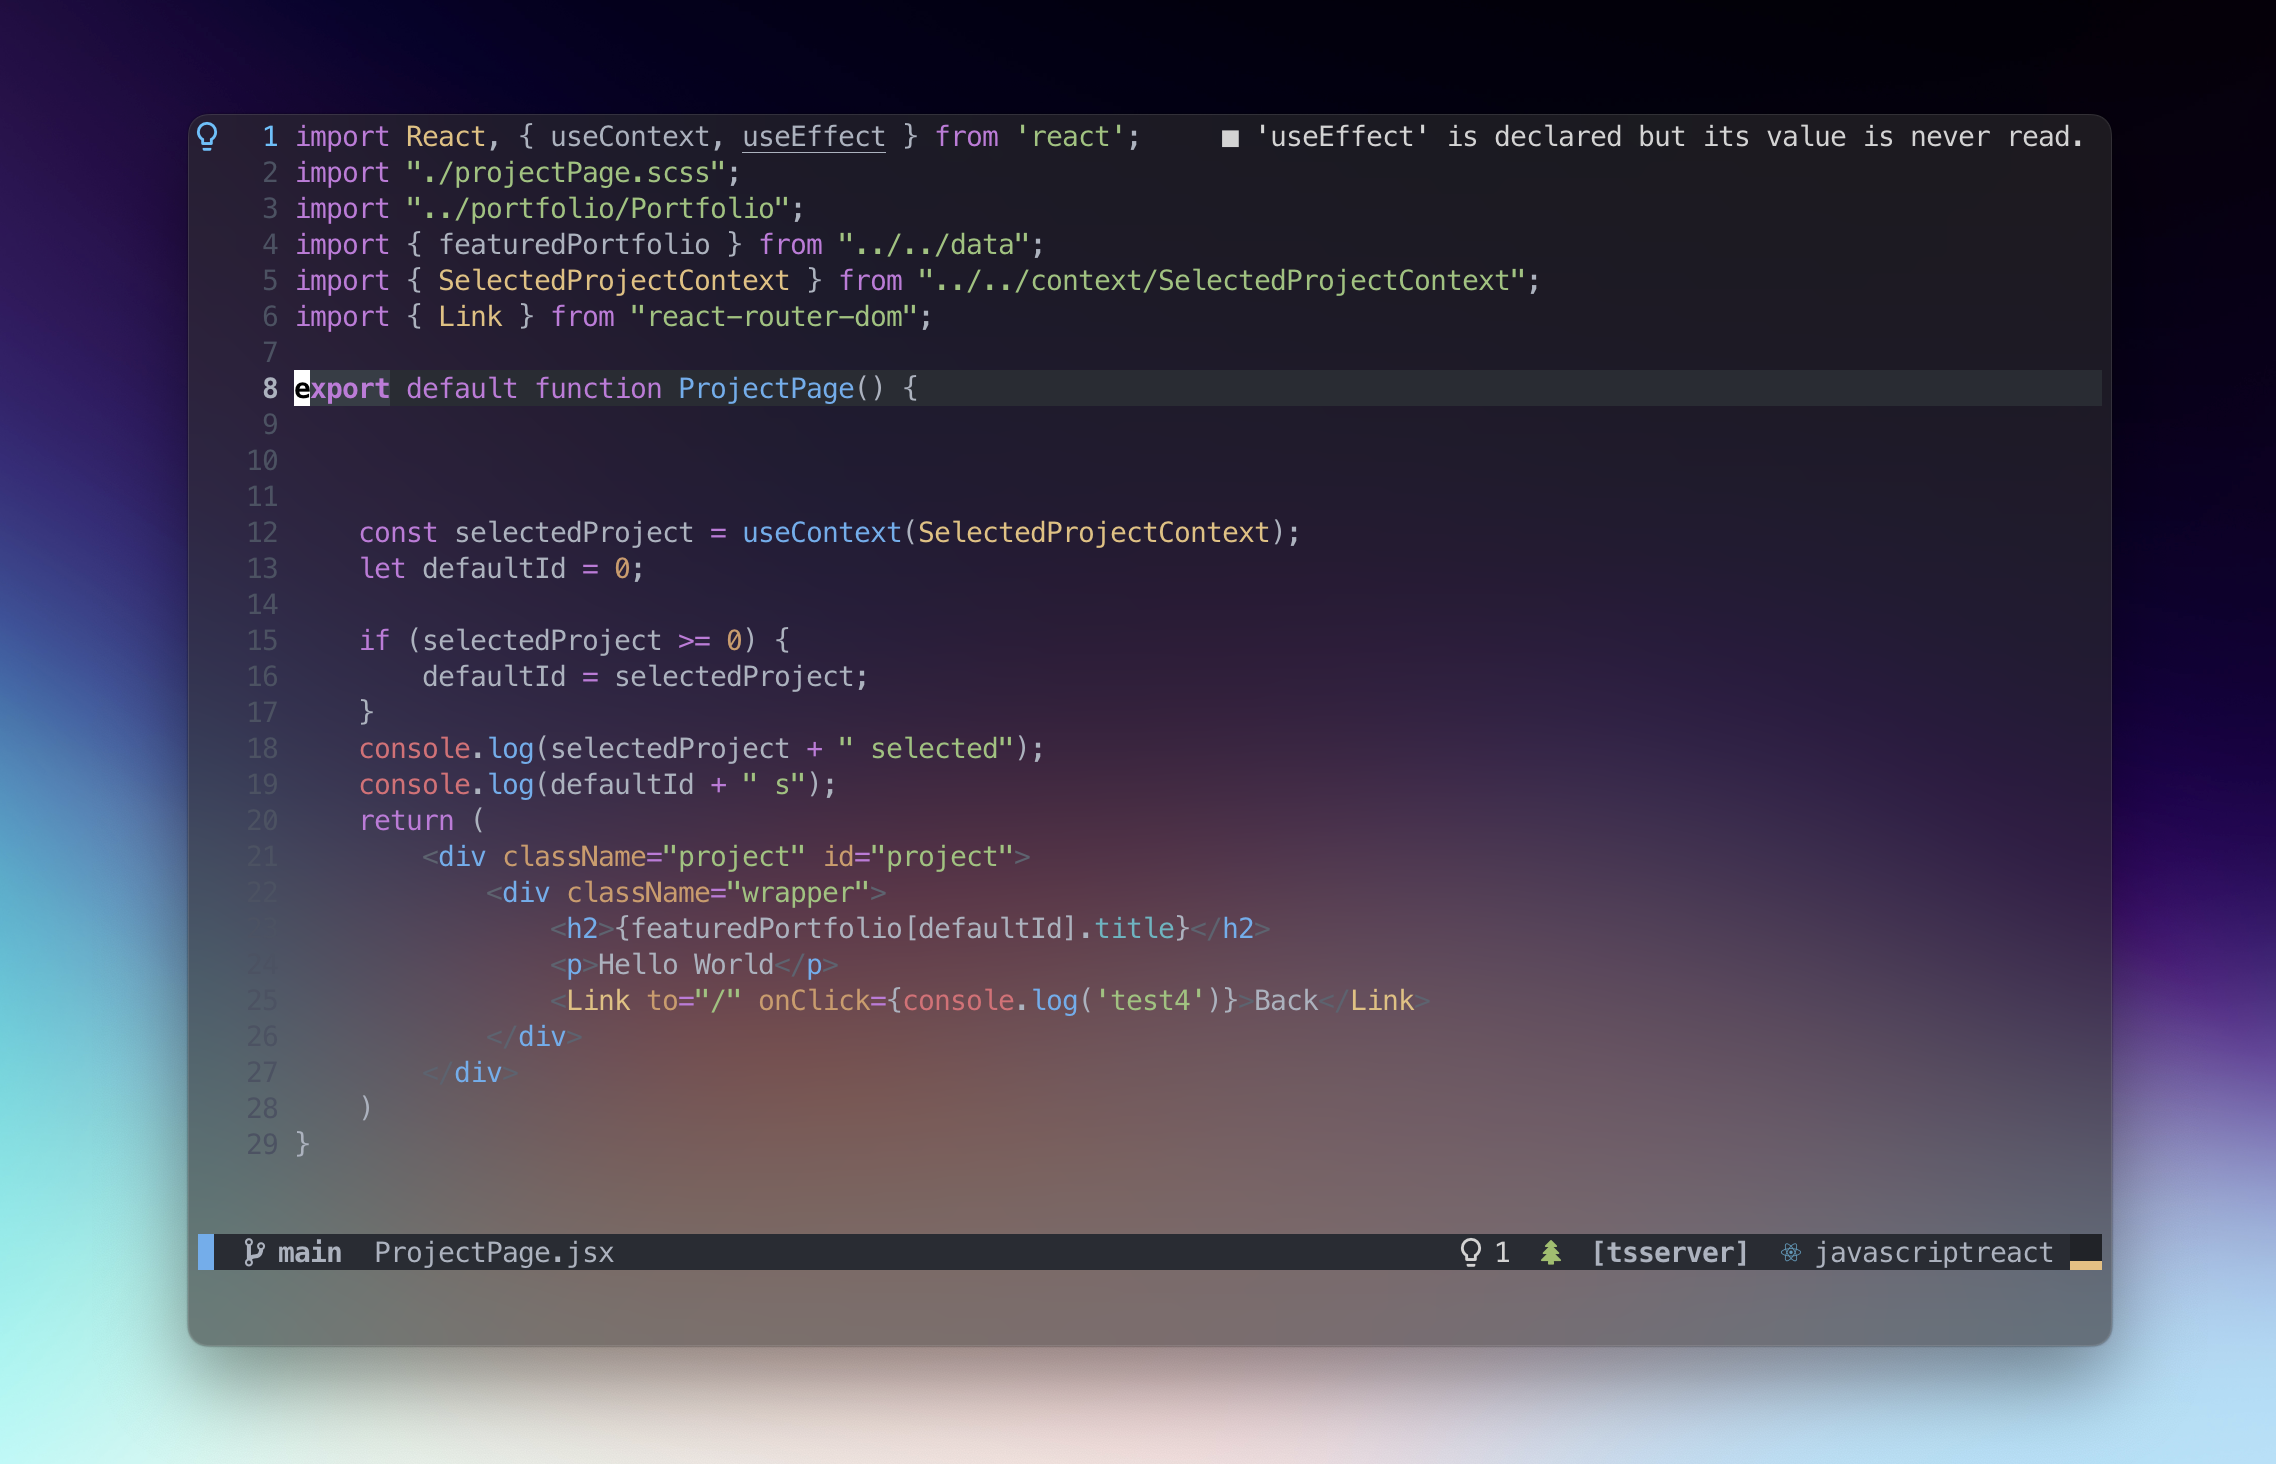 1 import React, { useContext, useEffect } from 'react'; ■ 'useEffect' is declared but its value is never read.
2 import "./projectPage.scss";
3 import "../portfolio/Portfolio";
4 import { featuredPortfolio } from "../../data";
5 import { SelectedProjectContext } from "../../context/SelectedProjectContext";
6 import { Link } from "react-router-dom";
7
8 export default function ProjectPage() {
9
10
11
12     const selectedProject = useContext(SelectedProjectContext);
13     let defaultId = 0;
14
15     if (selectedProject >= 0) {
16         defaultId = selectedProject;
17     }
18     console.log(selectedProject + " selected");
19     console.log(defaultId + " s");
20     return (
21         <div className="project" id="project">
22             <div className="wrapper">
                <h2>{featuredPortfolio[defaultId].title}</h2>
24                 <p>Hello World</p>
25                 <Link to="/" onClick={console.log('test4')}>Back</Link>
26             </div>
27         </div>
28     )
29 }
main ProjectPage.jsx 1 [tsserver] javascriptreact